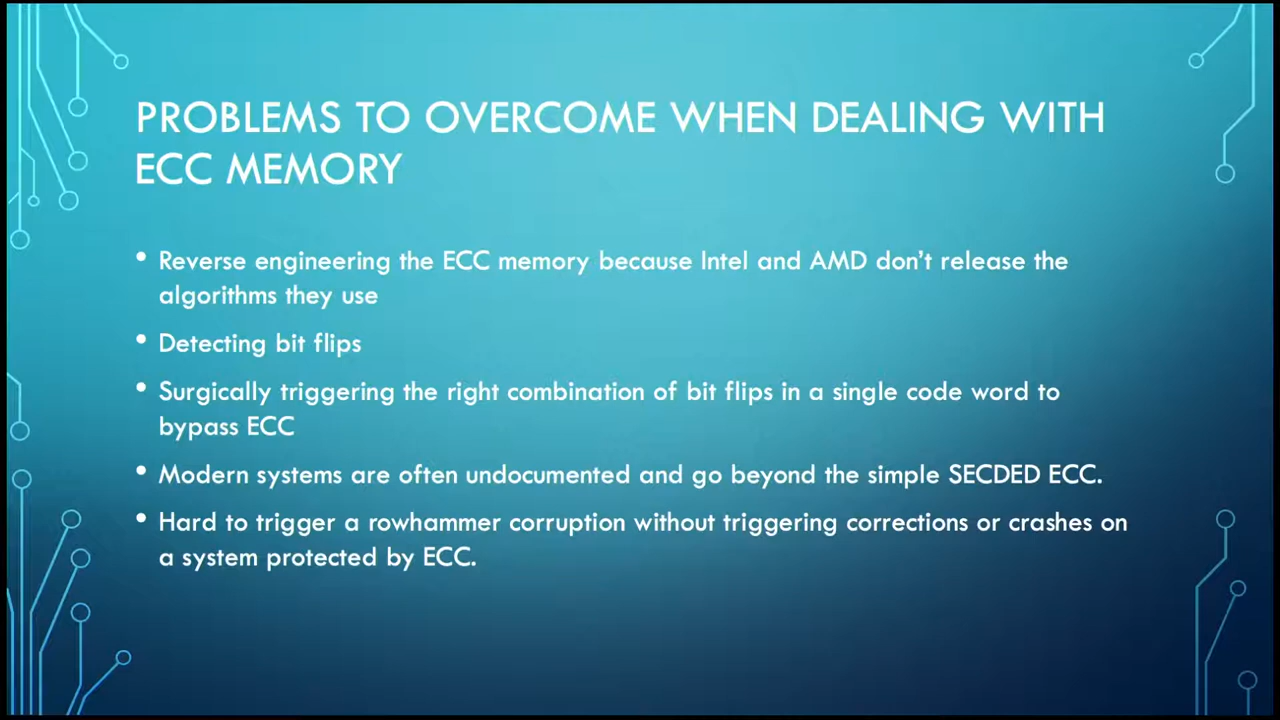 PROBLEMS TO OVERCOME WHEN DEALING WITH
ECC MEMORY
• Reverse engineering the ECC memory because Intel and AMD don't release the
algorithms they use
• Detecting bit flips
• Surgically triggering the right combination of bit flips in a single code word to
bypass ECC
• Modern systems are often undocumented and go beyond the simple SECDED ECC.
• Hard to trigger a rowhammer corruption without triggering corrections or crashes on
a system protected by ECC.